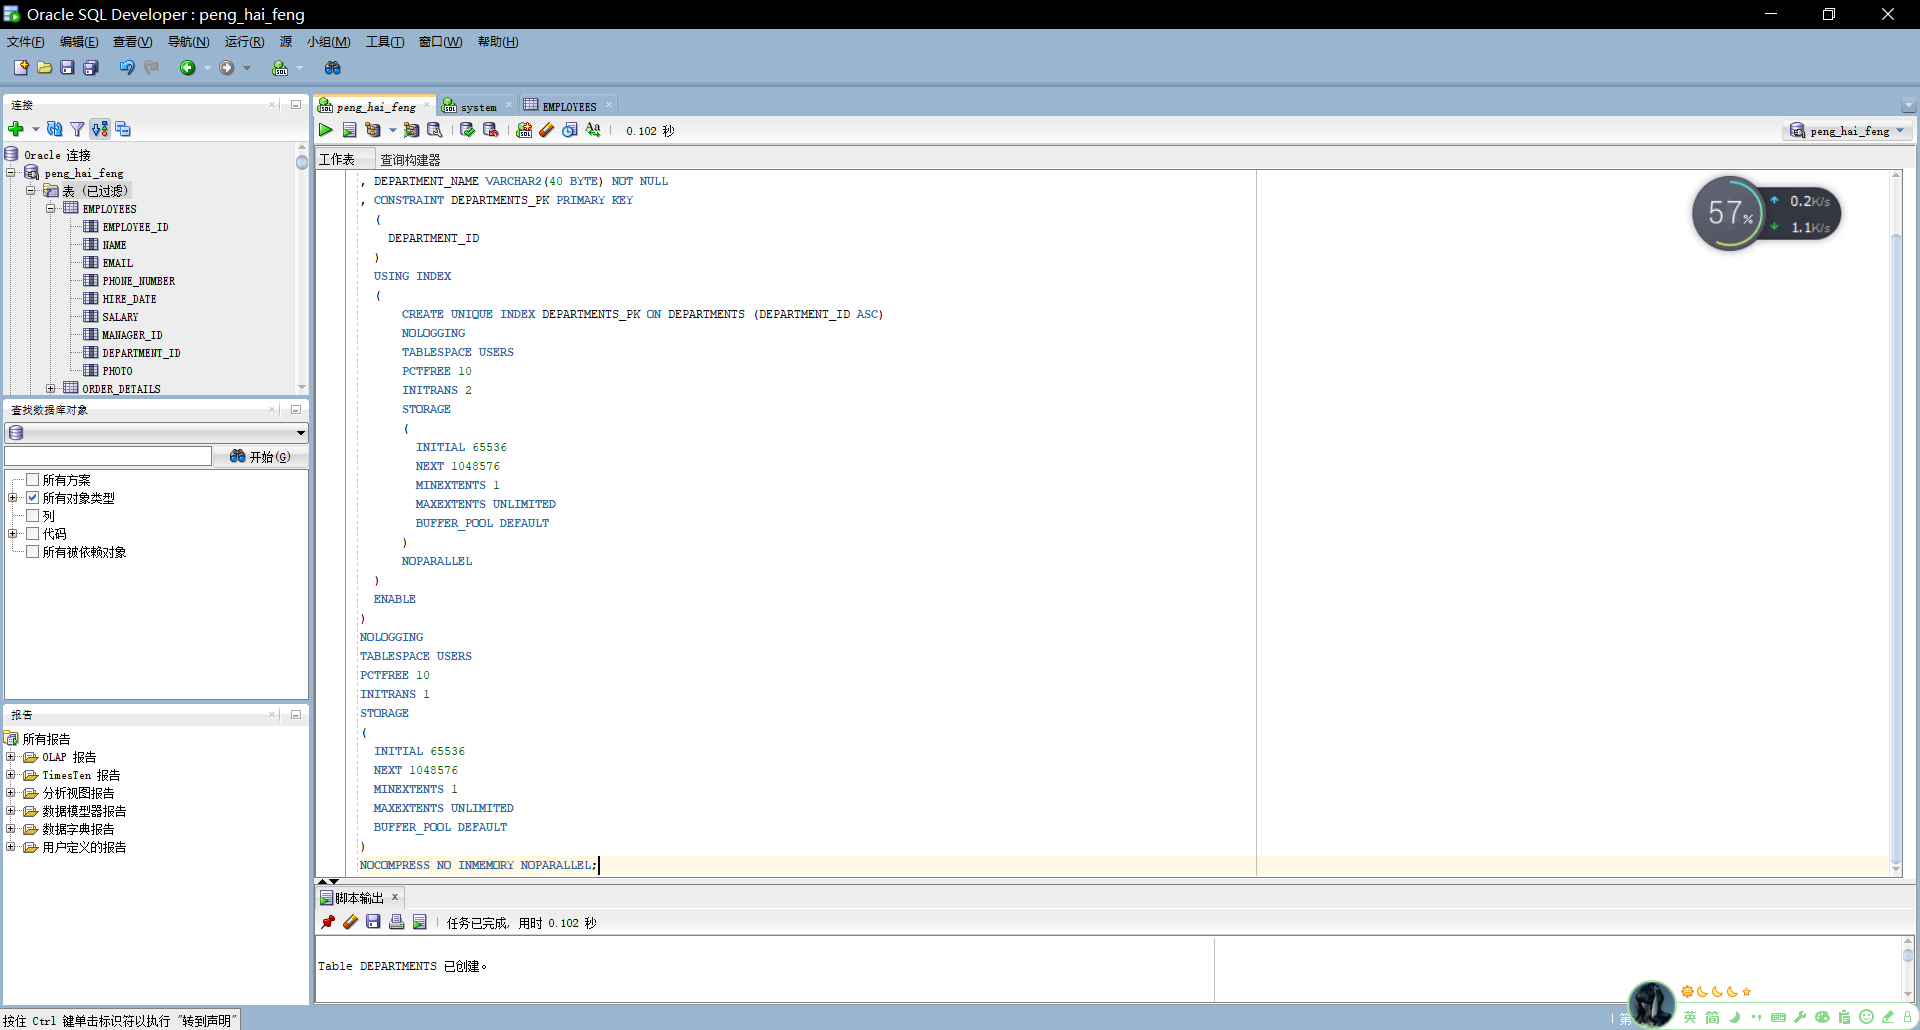 Oracle SQL Developer : peng_hai_feng
文件(F) 编辑(E) 查看(V) 导航(N) 运行(R) 源 小组(M) 工具(T) 窗口(W) 帮助(H)
连接
Oracle 连接
peng_hai_feng
表 (已过滤)
EMPLOYEES
EMPLOYEE_ID
NAME
EMAIL
PHONE_NUMBER
HIRE_DATE
SALARY
MANAGER_ID
DEPARTMENT_ID
PHOTO
ORDER_DETAILS
查找数据库对象
开始(G)
所有方案
所有对象类型
列
代码
所有被依赖对象
报告
所有报告
OLAP 报告
TimesTen 报告
分析视图报告
数据模型器报告
数据字典报告
用户定义的报告
peng_hai_feng system EMPLOYEES
0.102 秒
peng_hai_feng
工作表 查询构建器
, DEPARTMENT_NAME VARCHAR2(40 BYTE) NOT NULL
, CONSTRAINT DEPARTMENTS_PK PRIMARY KEY
(
DEPARTMENT_ID
)
USING INDEX
(
CREATE UNIQUE INDEX DEPARTMENTS_PK ON DEPARTMENTS (DEPARTMENT_ID ASC)
NOLOGGING
TABLESPACE USERS
PCTFREE 10
INITRANS 2
STORAGE
(
INITIAL 65536
NEXT 1048576
MINEXTENTS 1
MAXEXTENTS UNLIMITED
BUFFER_POOL DEFAULT
)
NOPARALLEL
)
ENABLE
)
NOLOGGING
TABLESPACE USERS
PCTFREE 10
INITRANS 1
STORAGE
(
INITIAL 65536
NEXT 1048576
MINEXTENTS 1
MAXEXTENTS UNLIMITED
BUFFER_POOL DEFAULT
)
NOCOMPRESS NO INMEMORY NOPARALLEL;
57%
0.2K/s
1.1K/s
脚本输出
任务已完成, 用时 0.102 秒
Table DEPARTMENTS 已创建。
按住 Ctrl 键单击标识符以执行 "转到声明"
第
英 简